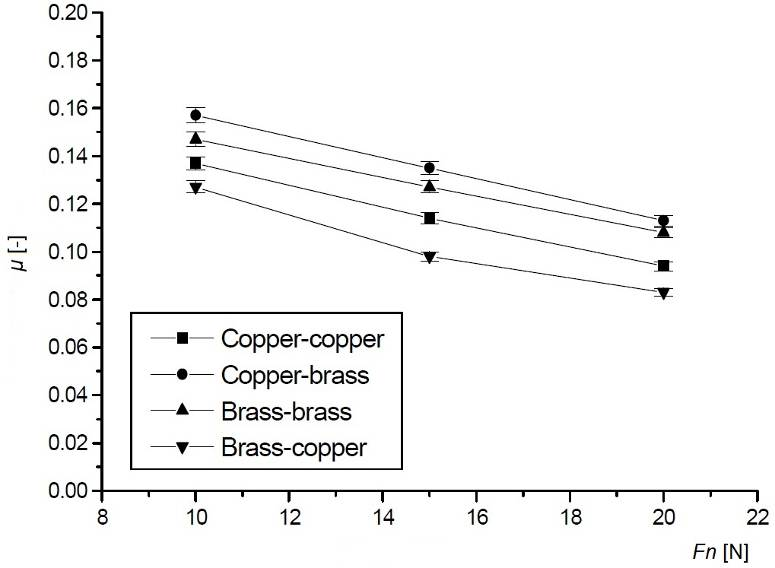 0.20
0.18
0.16
0.14
0.12
0.10
0.08
0.06
0.04
0.02
0.00
μ [-]
Copper-copper
Copper-brass
Brass-brass
Brass-copper
8 10 12 14 16 18 20 22
Fn [N]